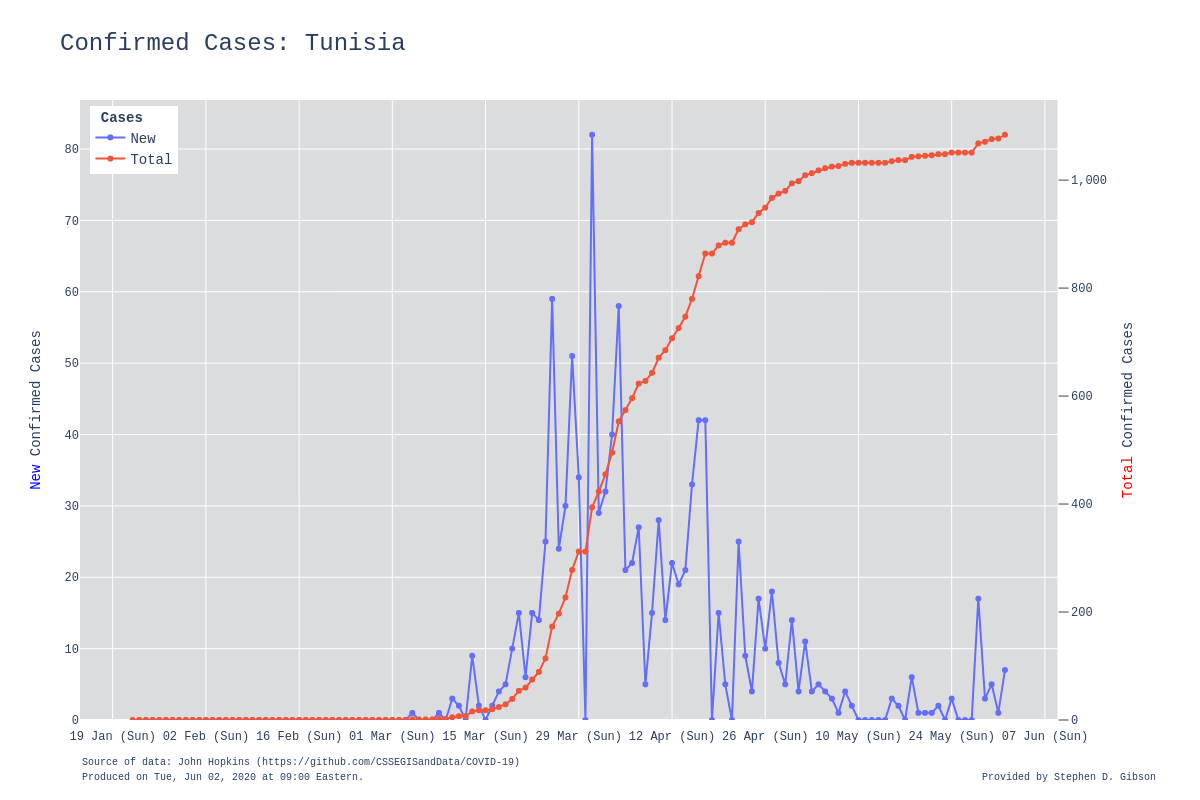 Confirmed Cases: Tunisia
Cases
New
Total
80
70
60
50
40
30
20
10
0
New Confirmed Cases
1,000
800
600
400
200
0
Total Confirmed Cases
19 Jan (Sun) 02 Feb (Sun) 16 Feb (Sun) 01 Mar (Sun) 15 Mar (Sun) 29 Mar (Sun) 12 Apr (Sun) 26 Apr (Sun) 10 May (Sun) 24 May (Sun) 07 Jun (Sun)
Source of data: John Hopkins (https://github.com/CSSEGISandData/COVID-19)
Produced on Tue, Jun 02, 2020 at 09:00 Eastern.
Provided by Stephen D. Gibson